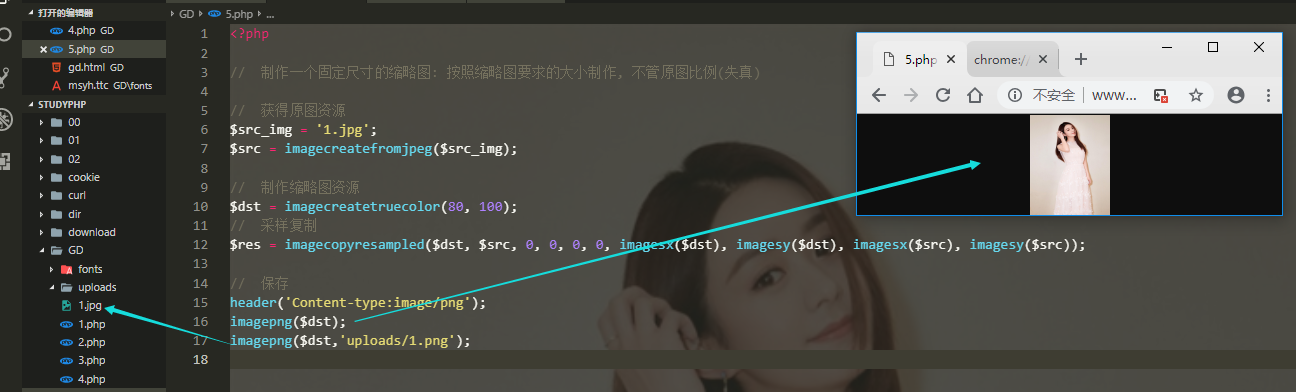 打开的编辑器
4.php GD
5.php GD
gd.html GD
msyh.ttc GD\fonts
STUDYPHP
00
01
02
cookie
curl
dir
download
GD
fonts
uploads
1.jpg
1.php
2.php
3.php
4.php
GD › 5.php › ...
1 <?php
2
3 //  制作一个固定尺寸的缩略图: 按照缩略图要求的大小制作, 不管原图比例(失真)
4
5 //  获得原图资源
6 $src_img = '1.jpg';
7 $src = imagecreatefromjpeg($src_img);
8
9 //  制作缩略图资源
10 $dst = imagecreatetruecolor(80, 100);
11 //  采样复制
12 $res = imagecopyresampled($dst, $src, 0, 0, 0, 0, imagesx($dst), imagesy($dst), imagesx($src), imagesy($src));
13
14 //  保存
15 header('Content-type:image/png');
16 imagepng($dst);
17 imagepng($dst,'uploads/1.png');
18
5.php
chrome://
不安全 | www...